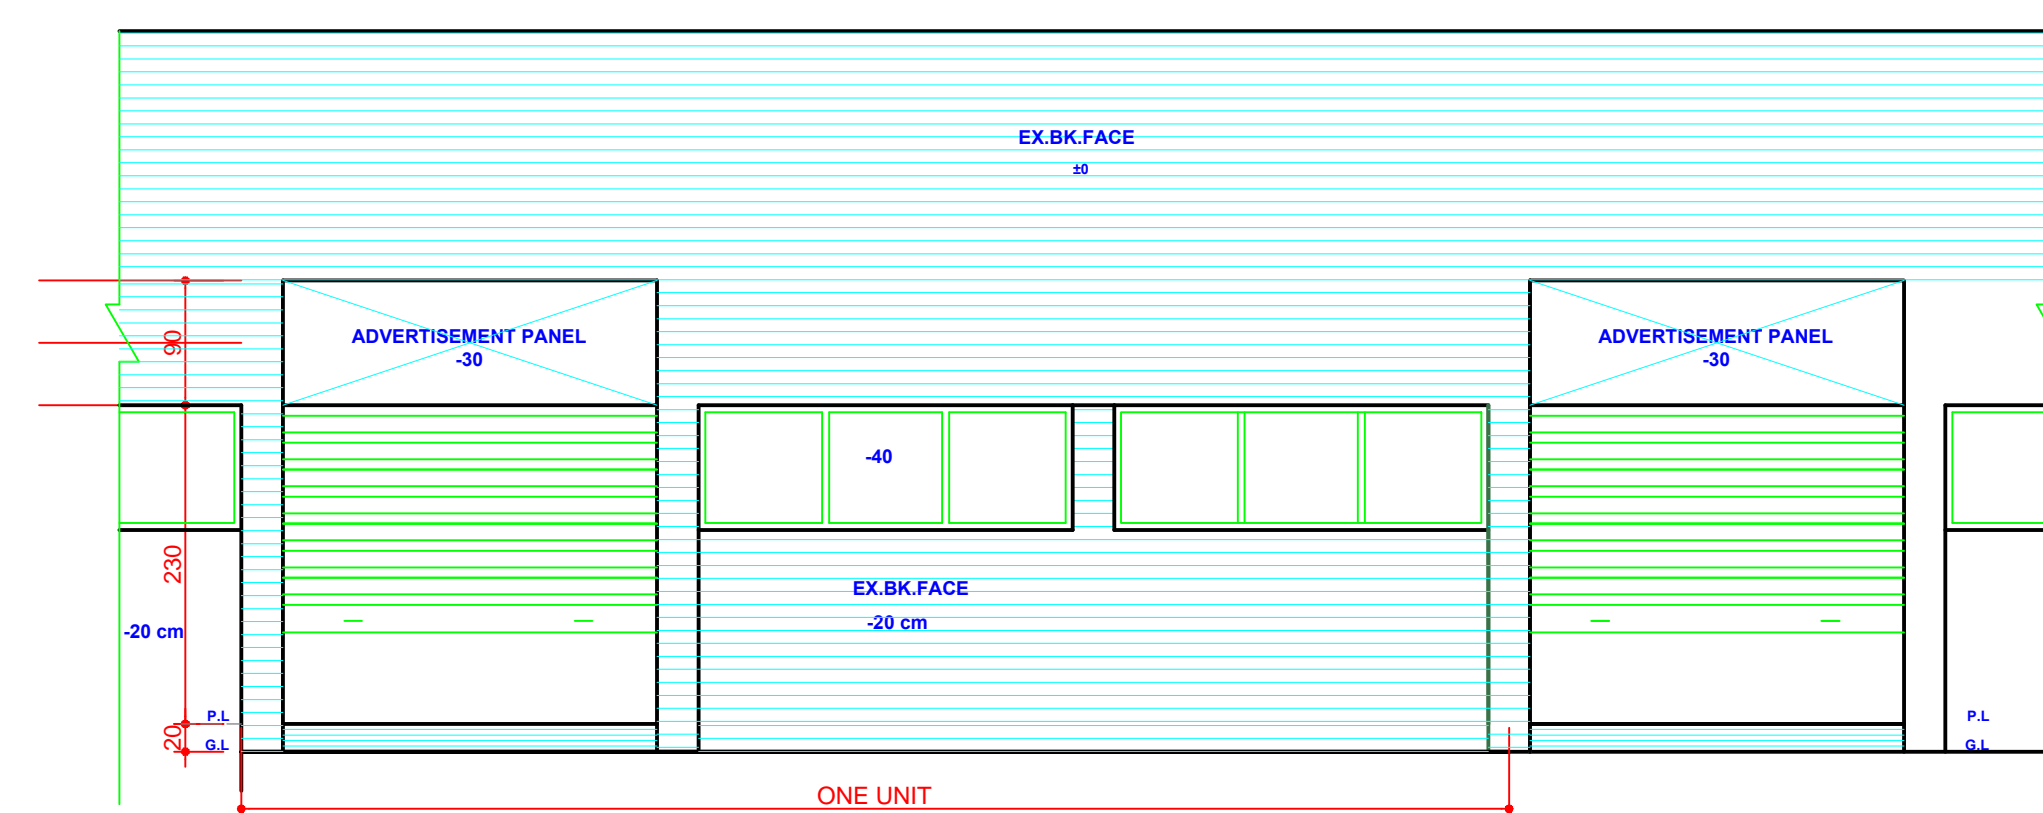 EX.BK.FACE
±0
ADVERTISEMENT PANEL
-30
ADVERTISEMENT PANEL
-30
90
-40
230
EX.BK.FACE
-20 cm
-20 cm
P.L
P.L
20
G.L
G.L
ONE UNIT